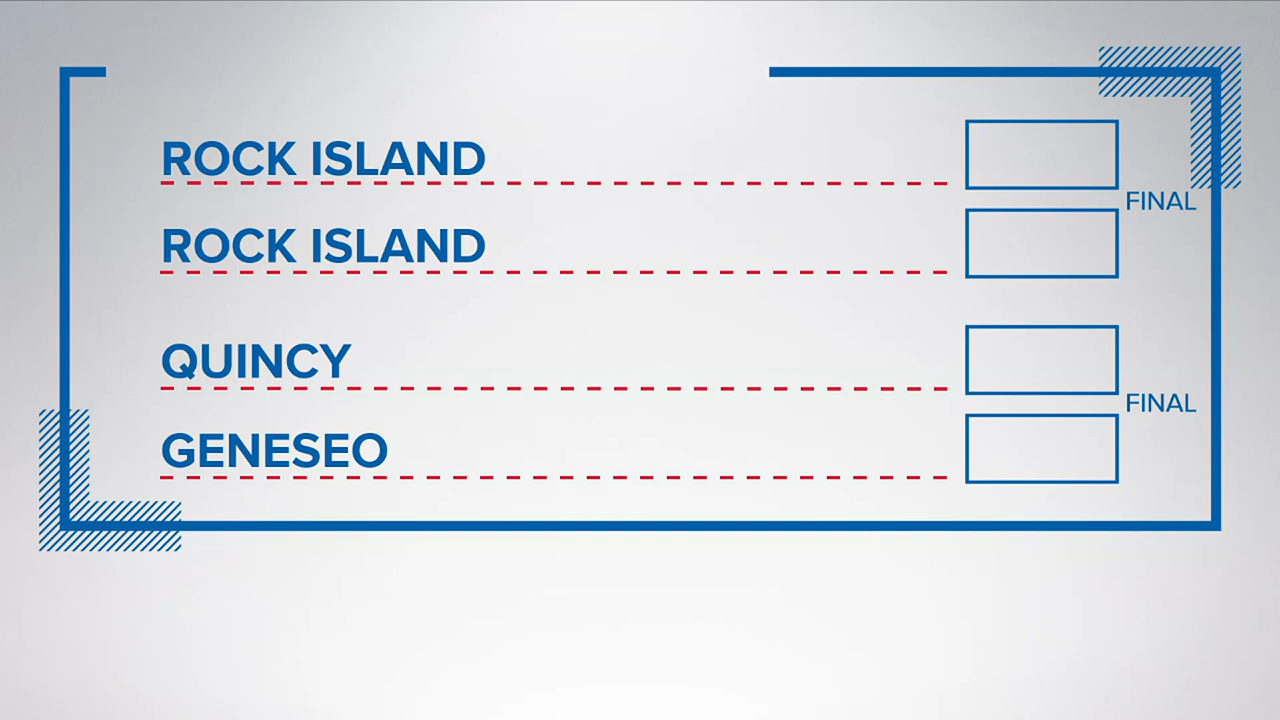 ROCK ISLAND
FINAL
ROCK ISLAND
QUINCY
FINAL
GENESEO